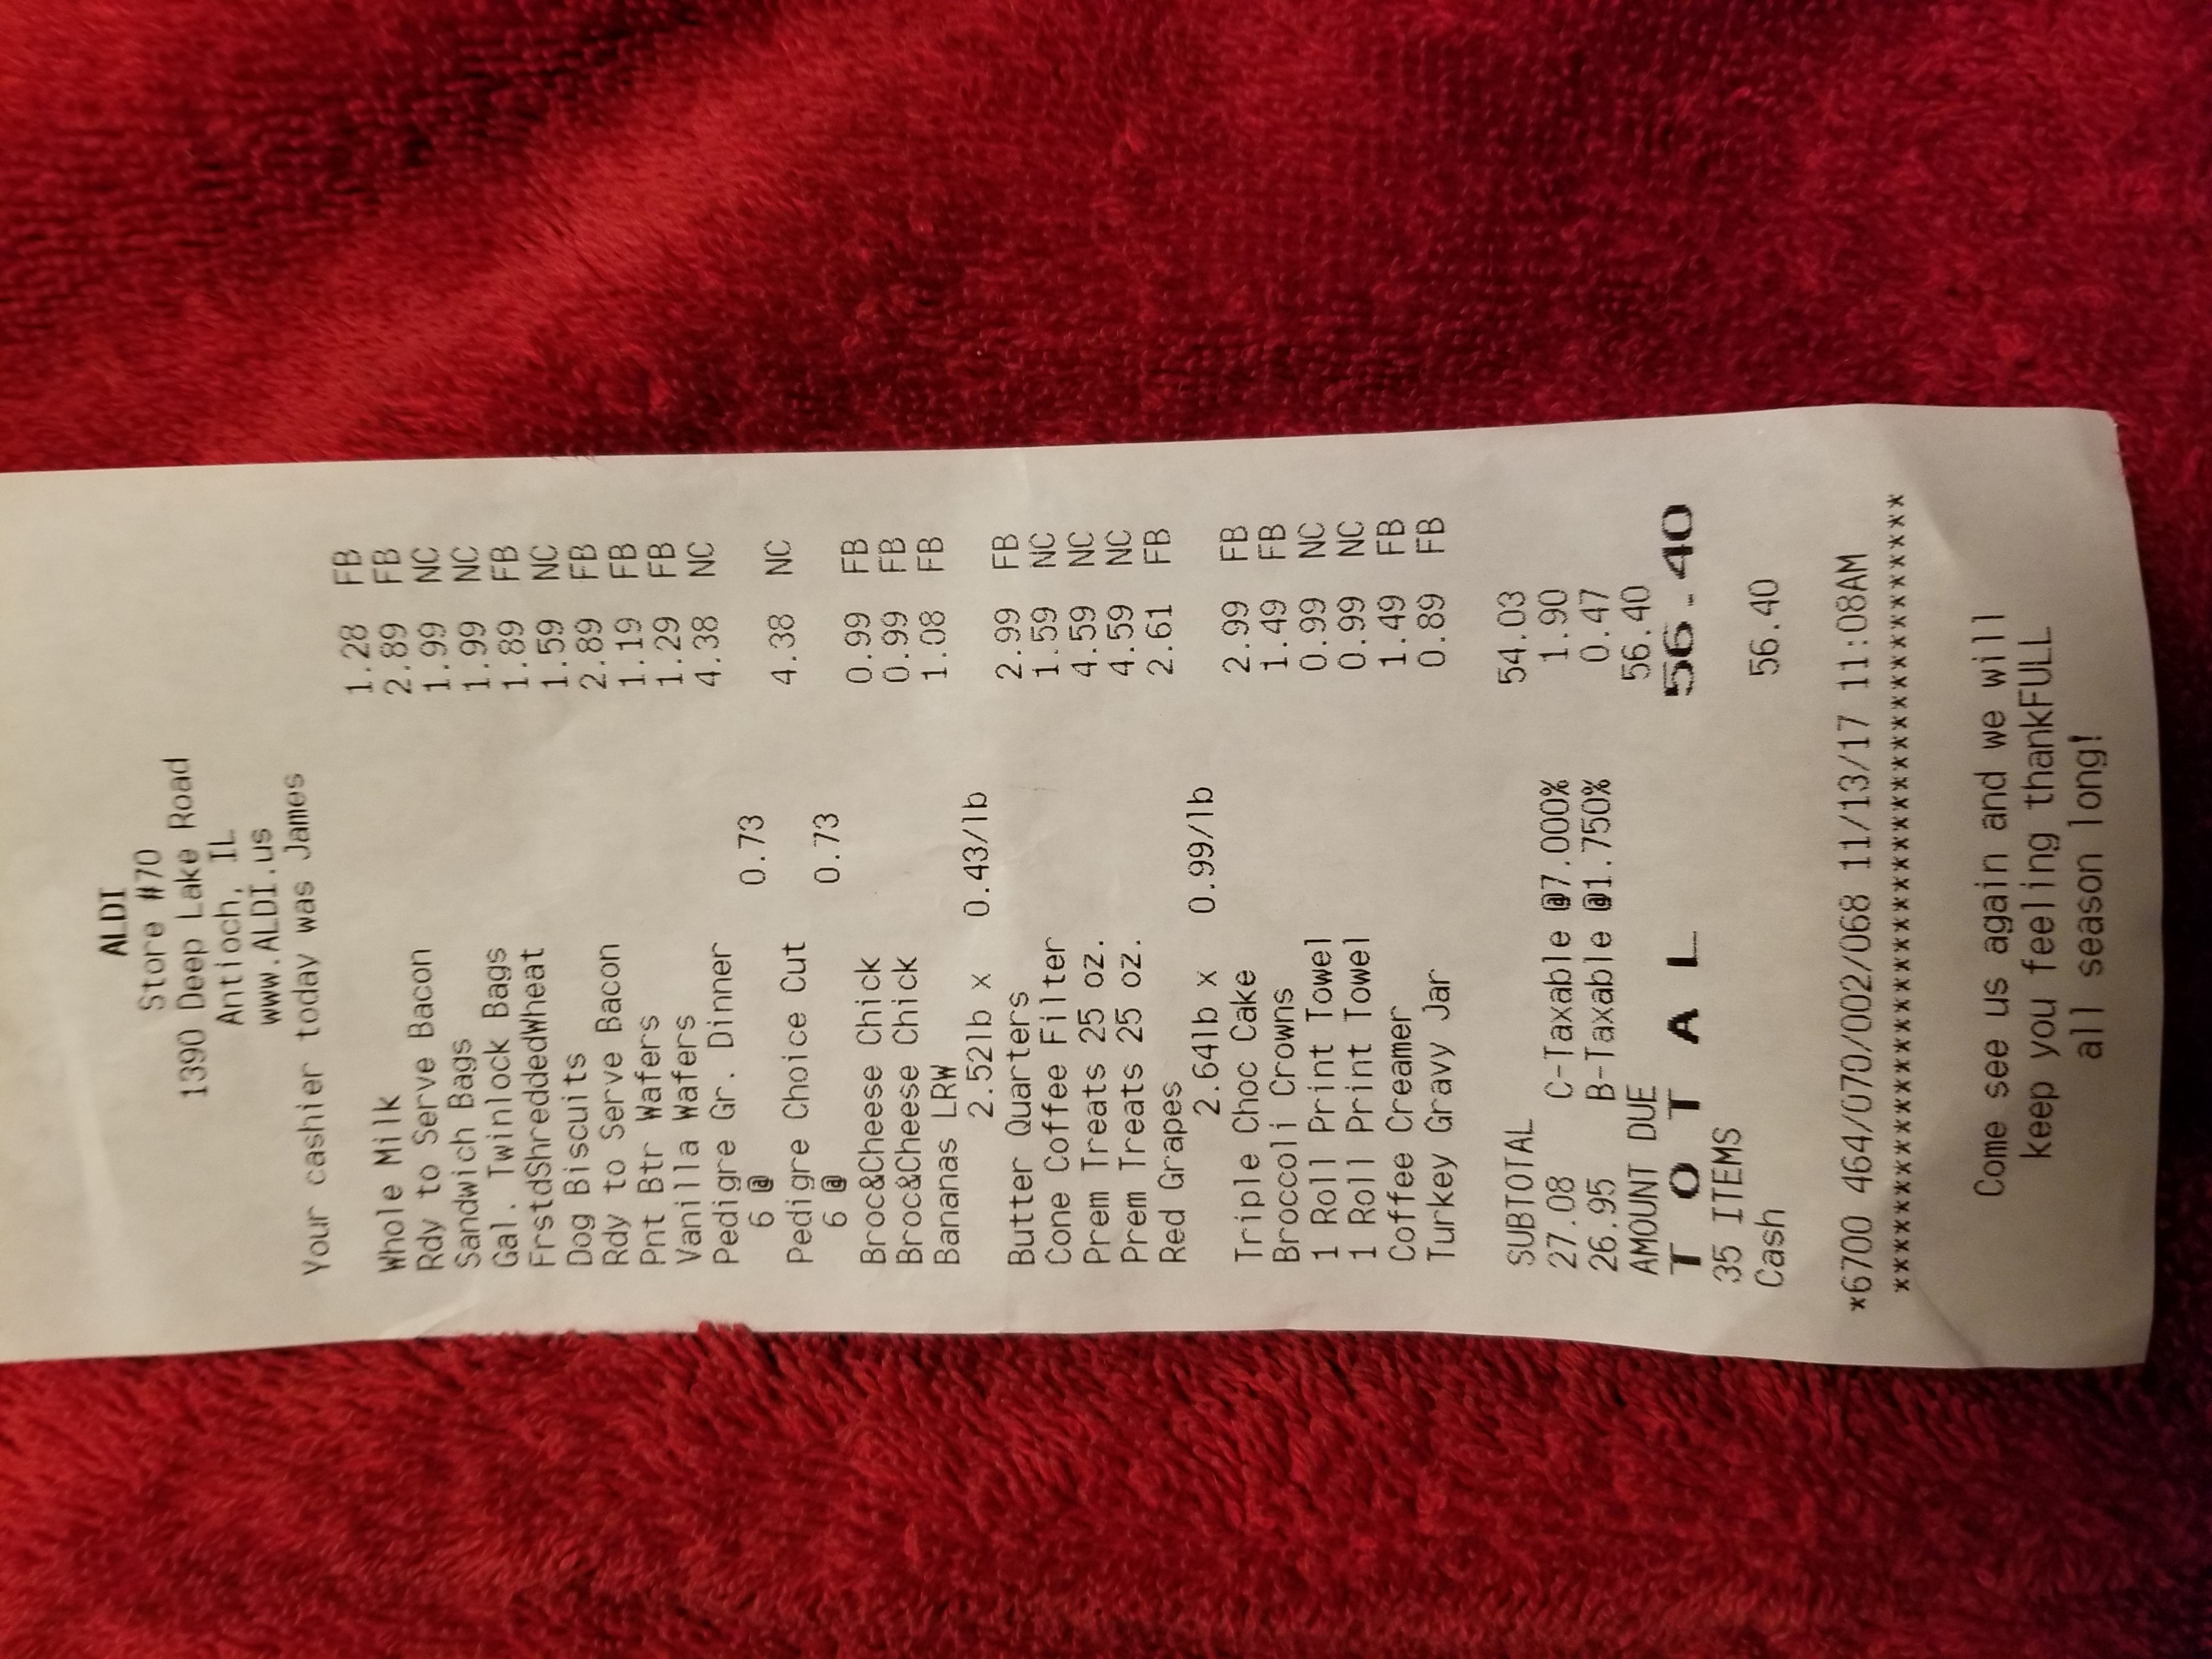 ALDI
Store #70
1390 Deep Lake Road
Antioch, IL
www.ALDI.us
Your cashier today was James
Whole Milk 1.28 FB
Rdy to Serve Bacon 2.89 FB
Sandwich Bags 1.99 NC
Gal. Twinlock Bags 1.99 NC
FrstdShreddedWheat 1.89 FB
Dog Biscuits 1.59 NC
Rdy to Serve Bacon 2.89 FB
Pnt Btr Wafers 1.19 FB
Vanilla Wafers 1.29 FB
Pedigre Gr. Dinner 4.38 NC
6 @ 0.73
Pedigre Choice Cut 4.38 NC
6 @ 0.73
Broc&Cheese Chick 0.99 FB
Broc&Cheese Chick 0.99 FB
Bananas LRW 1.08 FB
2.52lb x 0.43/lb
Butter Quarters 2.99 FB
Cone Coffee Filter 1.59 NC
Prem Treats 25 oz. 4.59 NC
Prem Treats 25 oz. 4.59 NC
Red Grapes 2.61 FB
2.64lb x 0.99/lb
Triple Choc Cake 2.99 FB
Broccoli Crowns 1.49 FB
1 Roll Print Towel 0.99 NC
1 Roll Print Towel 0.99 NC
Coffee Creamer 1.49 FB
Turkey Gravy Jar 0.89 FB
SUBTOTAL 54.03
27.08 C-Taxable @7.000% 1.90
26.95 B-Taxable @1.750% 0.47
AMOUNT DUE 56.40
T O T A L 56.40
35 ITEMS
Cash 56.40
*6700 464/070/002/068 11/13/17 11:08AM
****************************************
Come see us again and we will
keep you feeling thankFULL
all season long!